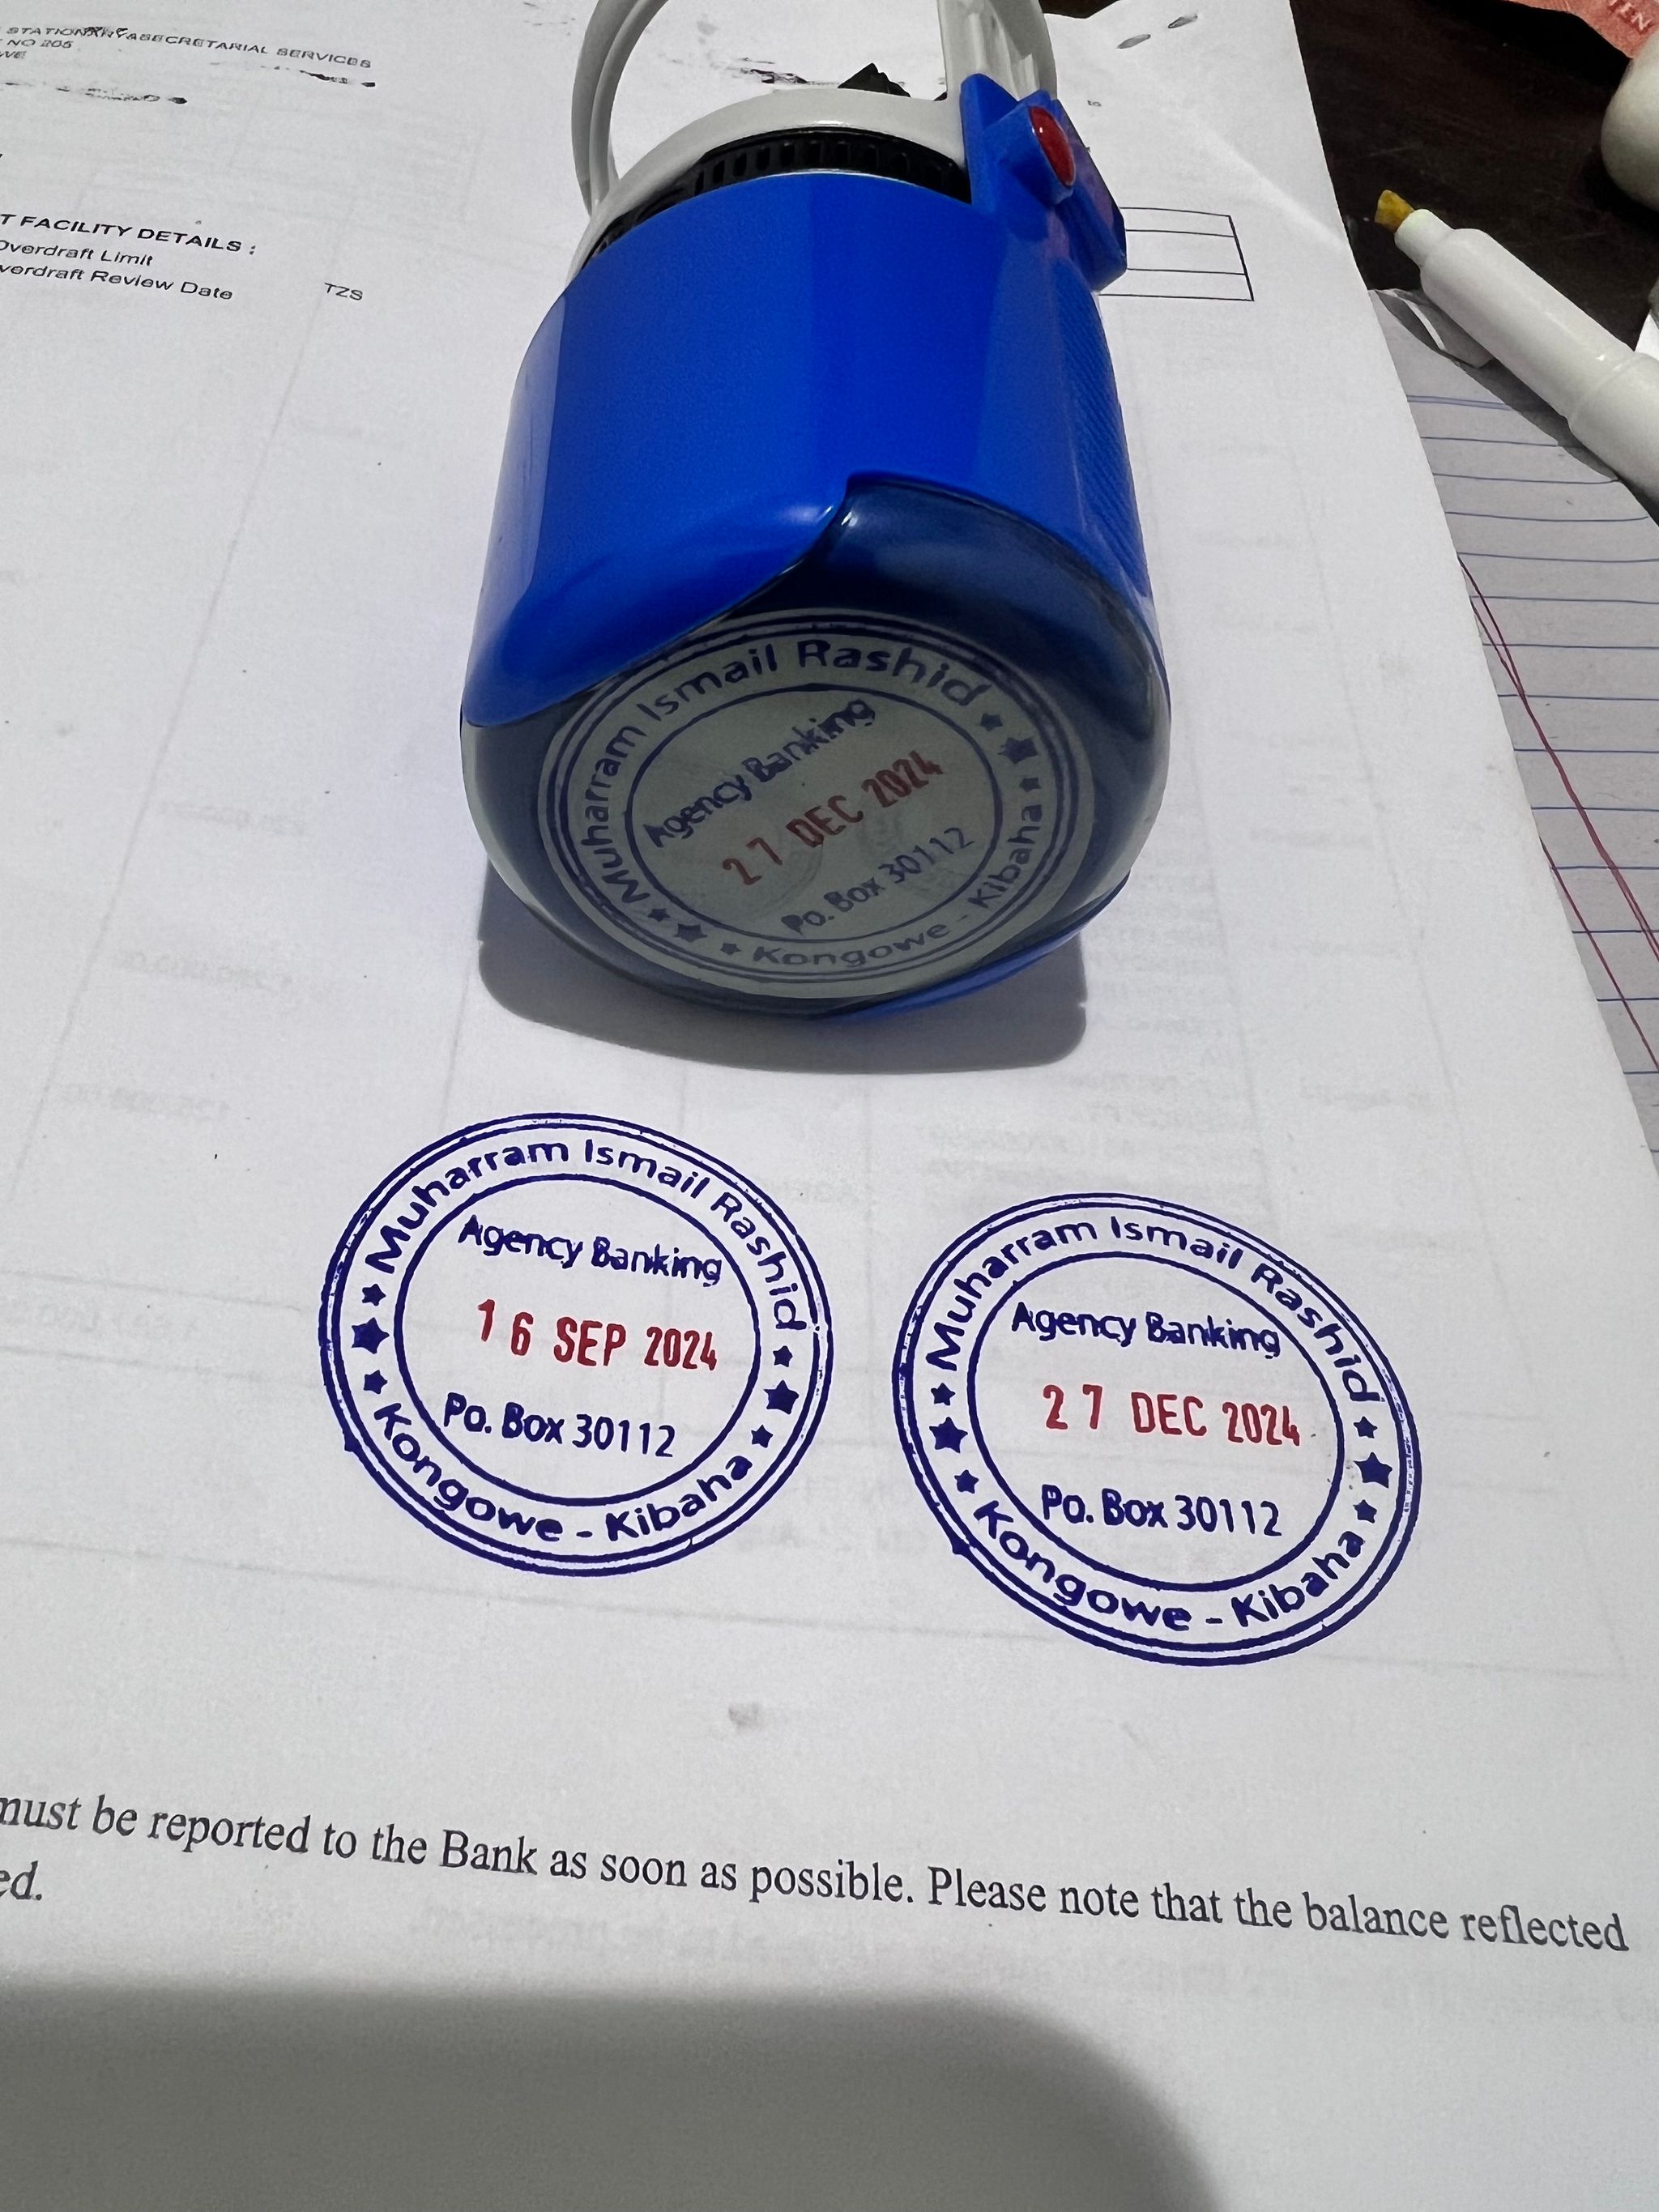 STATIONARY&SECRETARIAL SERVICES
NO 205
T FACILITY DETAILS :
Overdraft Limit
verdraft Review Date
TZS
Muharram Ismail Rashid
Agency Banking
27 DEC 2024
Po. Box 30112
Kongowe - Kibaha
Muharram Ismail Rashid
Agency Banking
16 SEP 2024
Po. Box 30112
Kongowe - Kibaha
Muharram Ismail Rashid
Agency Banking
27 DEC 2024
Po. Box 30112
Kongowe - Kibaha
must be reported to the Bank as soon as possible. Please note that the balance reflected
ed.